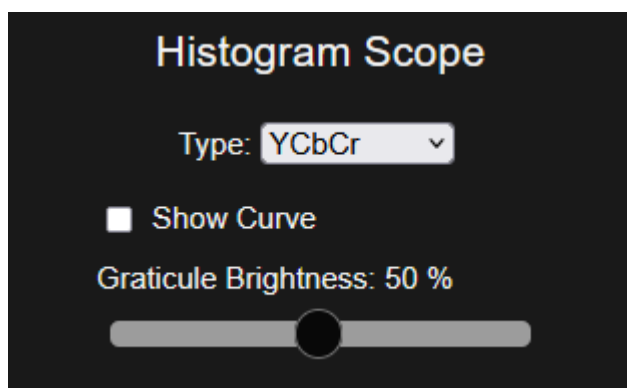 Histogram Scope
Type: YCbCr
Show Curve
Graticule Brightness: 50 %